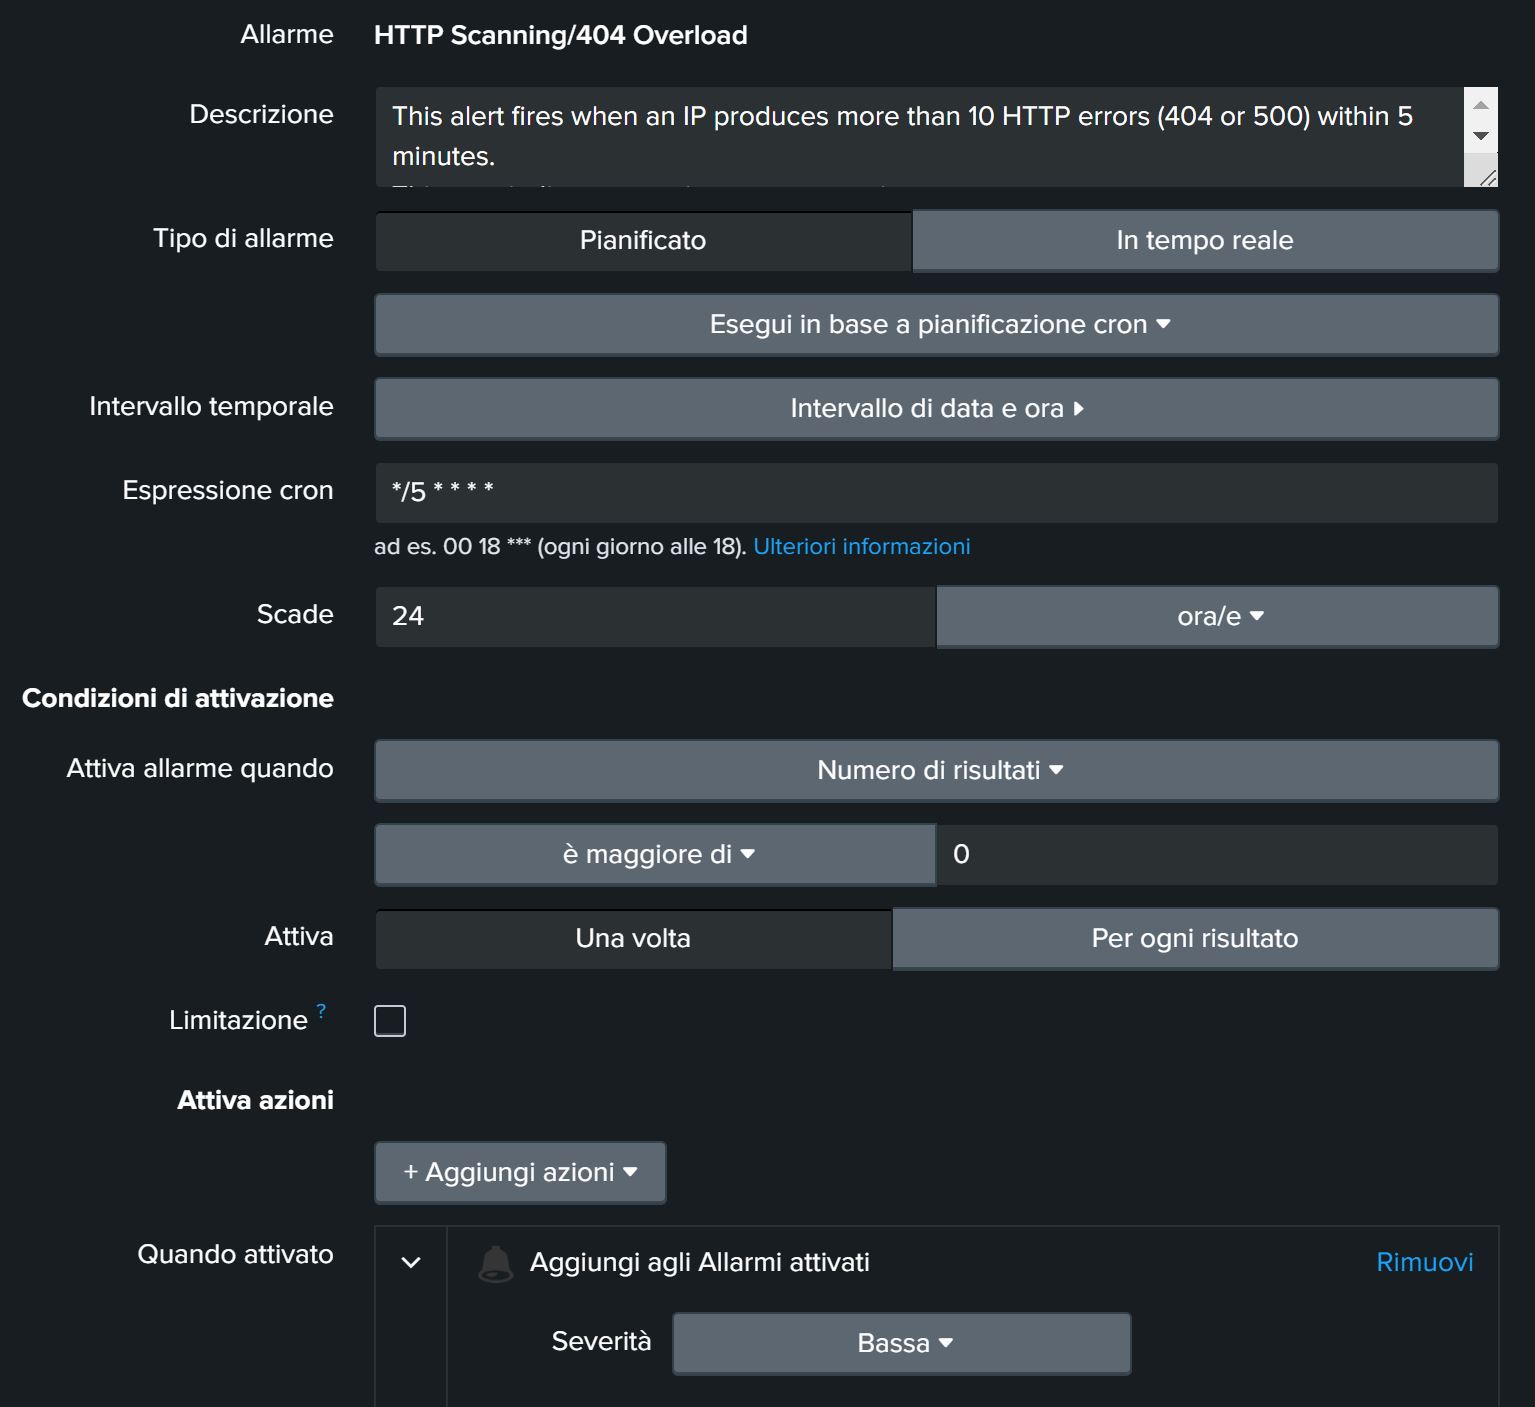 Allarme HTTP Scanning/404 Overload
Descrizione This alert fires when an IP produces more than 10 HTTP errors (404 or 500) within 5
minutes.
Tipo di allarme Pianificato In tempo reale
Esegui in base a pianificazione cron
Intervallo temporale Intervallo di data e ora
Espressione cron */5 * * * *
ad es. 00 18 *** (ogni giorno alle 18). Ulteriori informazioni
Scade 24 ora/e
Condizioni di attivazione
Attiva allarme quando Numero di risultati
è maggiore di 0
Attiva Una volta Per ogni risultato
Limitazione ?
Attiva azioni
+ Aggiungi azioni
Quando attivato Aggiungi agli Allarmi attivati Rimuovi
Severità Bassa